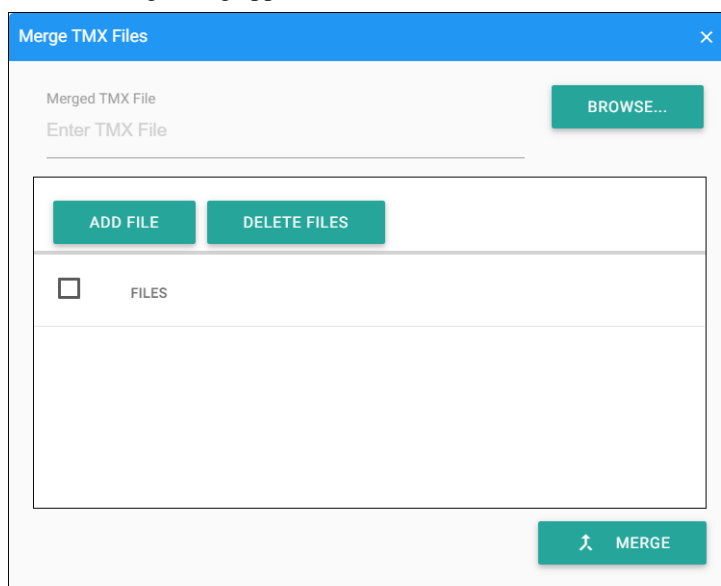 Merge TMX Files
Merged TMX File
Enter TMX File
BROWSE...
ADD FILE
DELETE FILES
FILES
MERGE